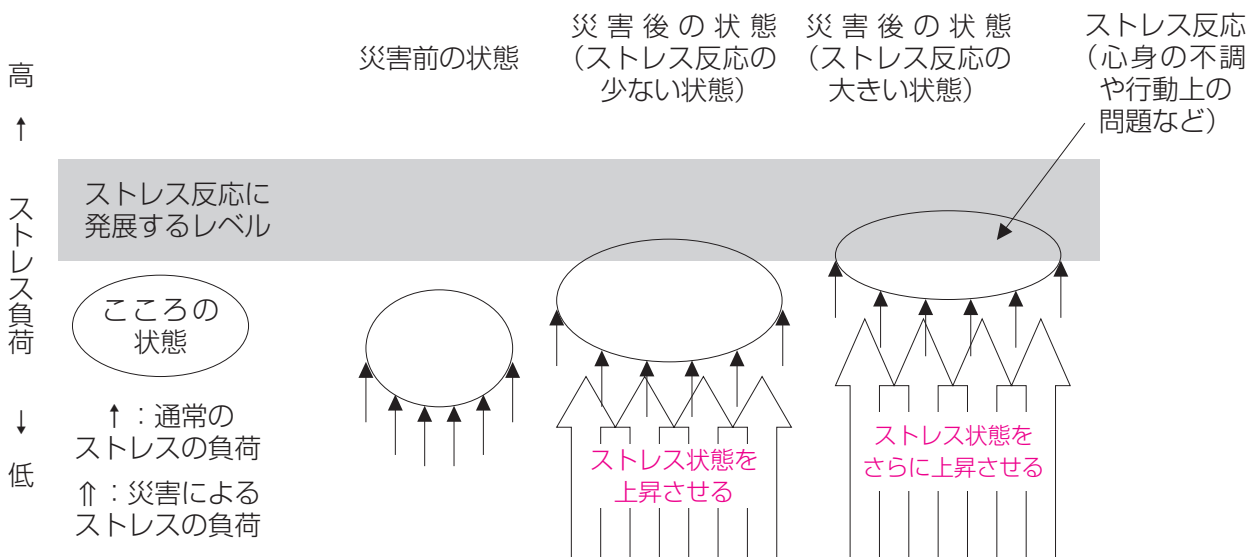 高
↑
ストレス負荷
↓
低
災害前の状態
災害後の状態
（ストレス反応の
少ない状態）
災害後の状態
（ストレス反応の
大きい状態）
ストレス反応
（心身の不調
や行動上の
問題など）
ストレス反応に
発展するレベル
こころの
状態
↑：通常の
ストレスの負荷
⇑：災害による
ストレスの負荷
ストレス状態を
上昇させる
ストレス状態を
さらに上昇させる